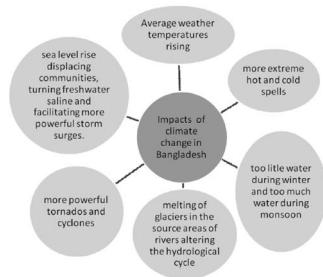 Average weather
temperatures
rising
sea level rise
displacing
communities,
turning freshwater
saline and
facilitating more
powerful storm
surges.
more extreme
hot and cold
spells
Impacts of
climate
change in
Bangladesh
too litle water
during winter
and too much
water during
monsoon
more powerful
tornados and
cyclones
melting of
glaciers in the
source areas of
rivers altering
the hydrological
cycle